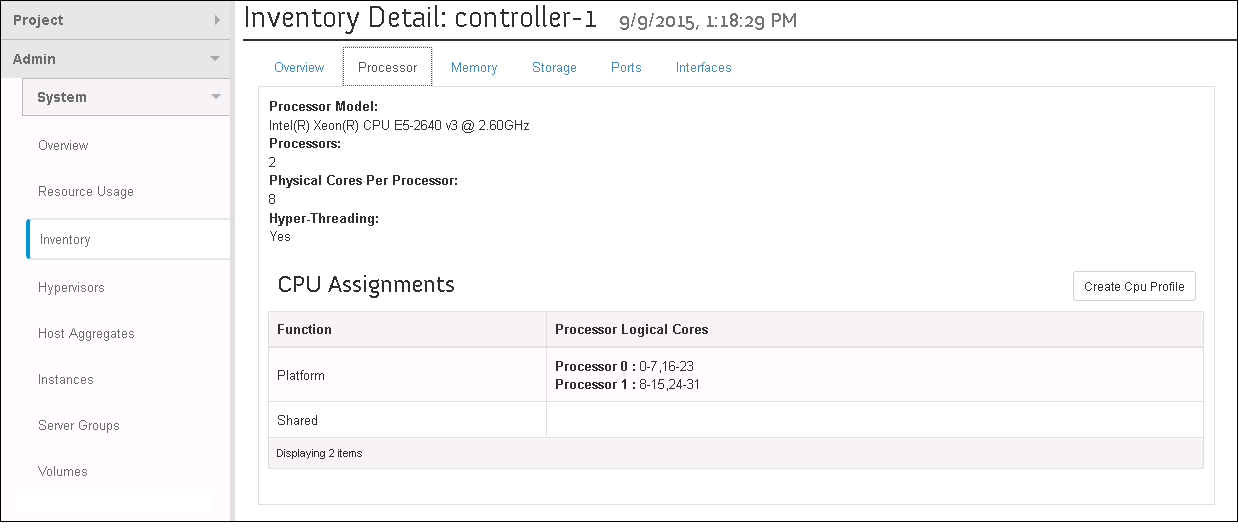 Project
Admin
System
Overview
Resource Usage
Inventory
Hypervisors
Host Aggregates
Instances
Server Groups
Volumes
Inventory Detail: controller-1 9/9/2015, 1:18:29 PM
Overview Processor Memory Storage Ports Interfaces
Processor Model:
Intel(R) Xeon(R) CPU E5-2640 v3 @ 2.60GHz
Processors:
2
Physical Cores Per Processor:
8
Hyper-Threading:
Yes
CPU Assignments
Create Cpu Profile
Function Processor Logical Cores
Platform
Processor 0 : 0-7,16-23
Processor 1 : 8-15,24-31
Shared
Displaying 2 items